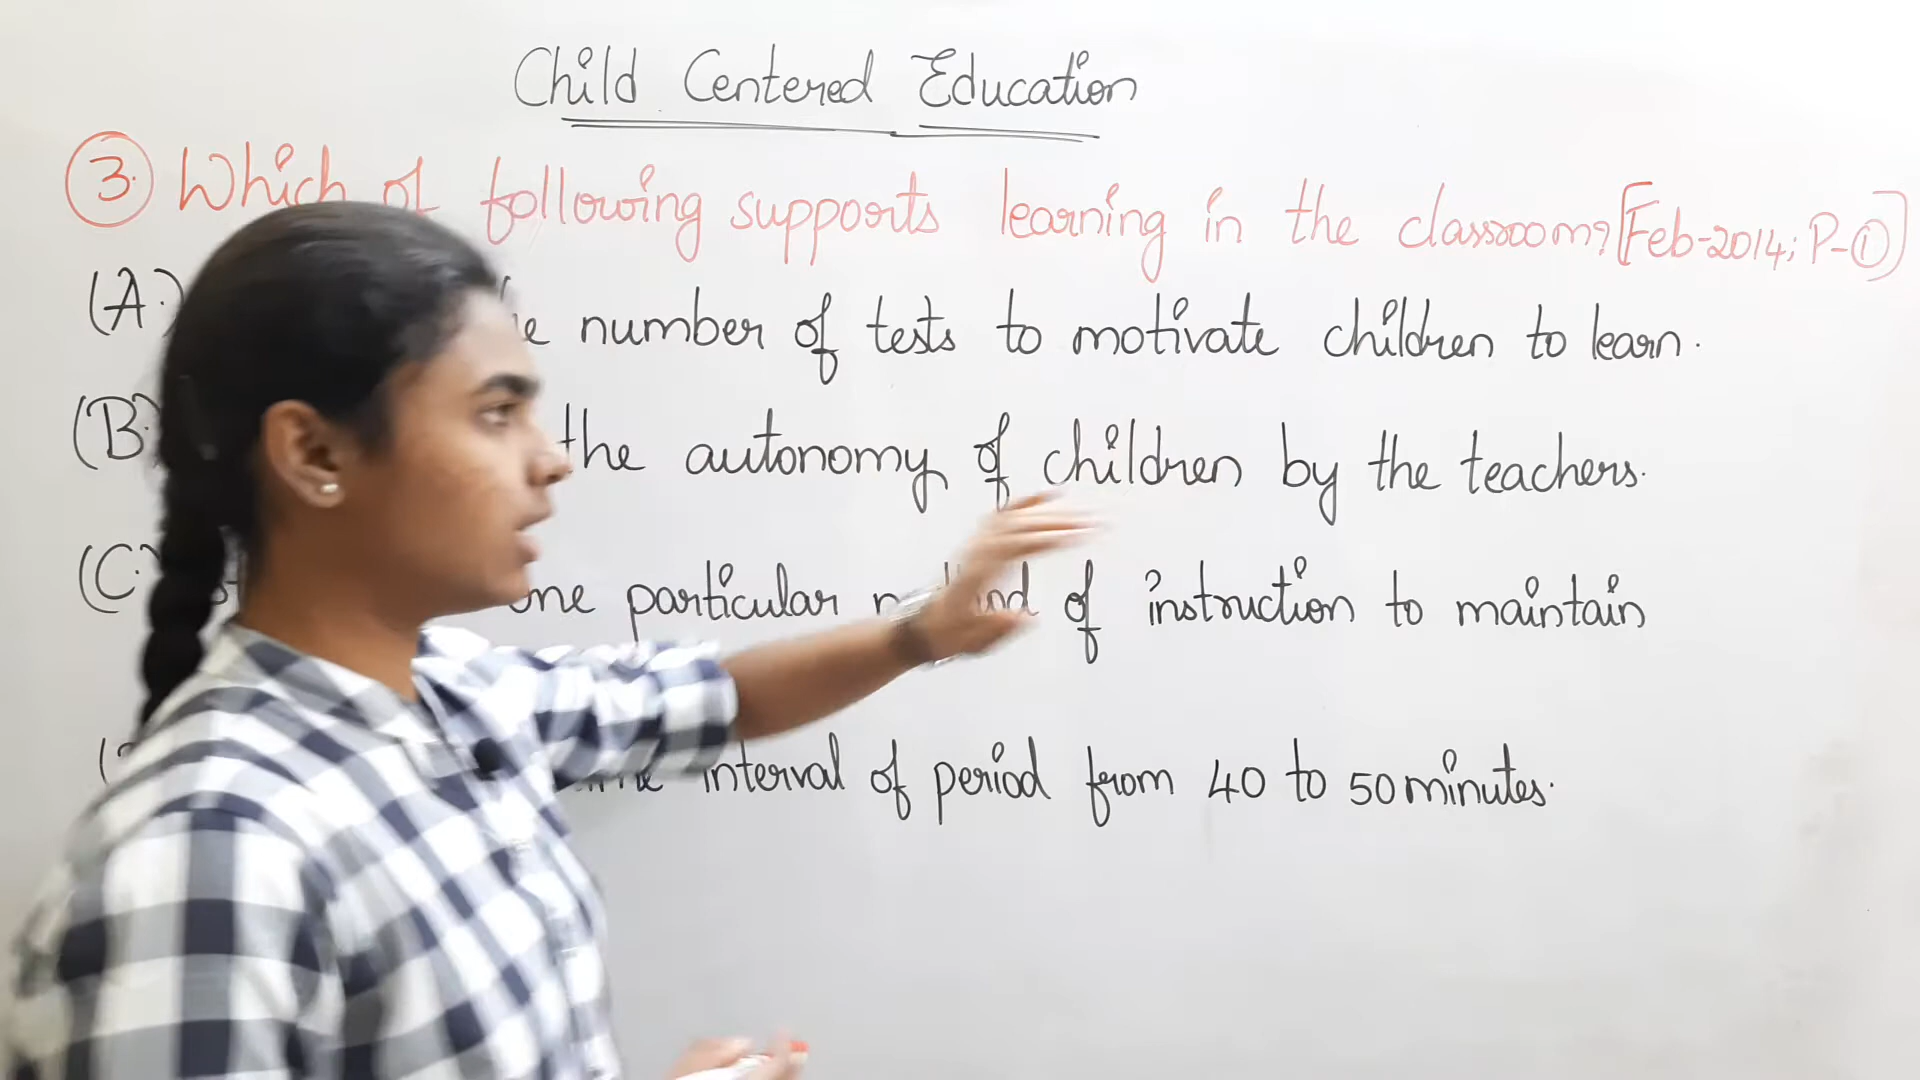 Child Centered Education
3. Which of following supports learning in the classroom? [Feb-2014; P-1]
(A.) number of tests to motivate children to learn.
(B.) the autonomy of children by the teachers.
(C.) one particular of instruction to maintain
interval of period from 40 to 50 minutes.